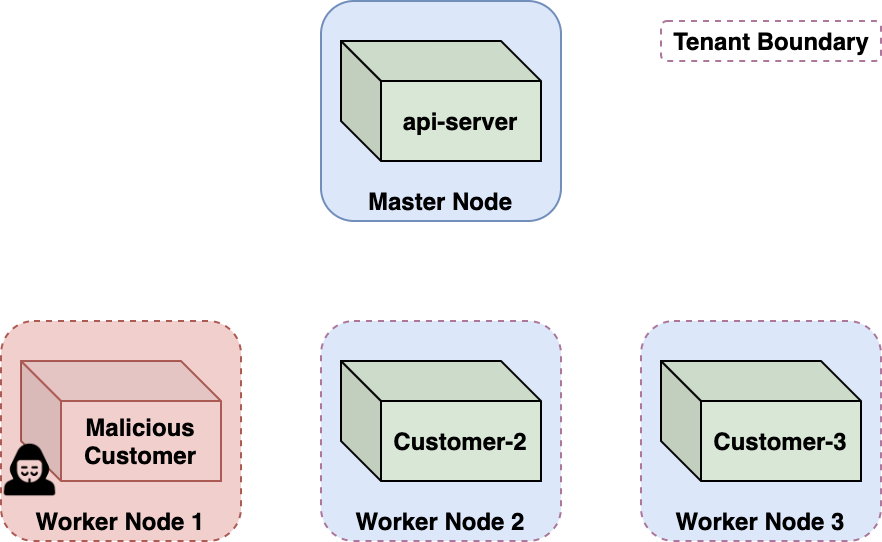 Tenant Boundary
api-server
Master Node
Malicious
Customer
Customer-2
Customer-3
Worker Node 1
Worker Node 2
Worker Node 3